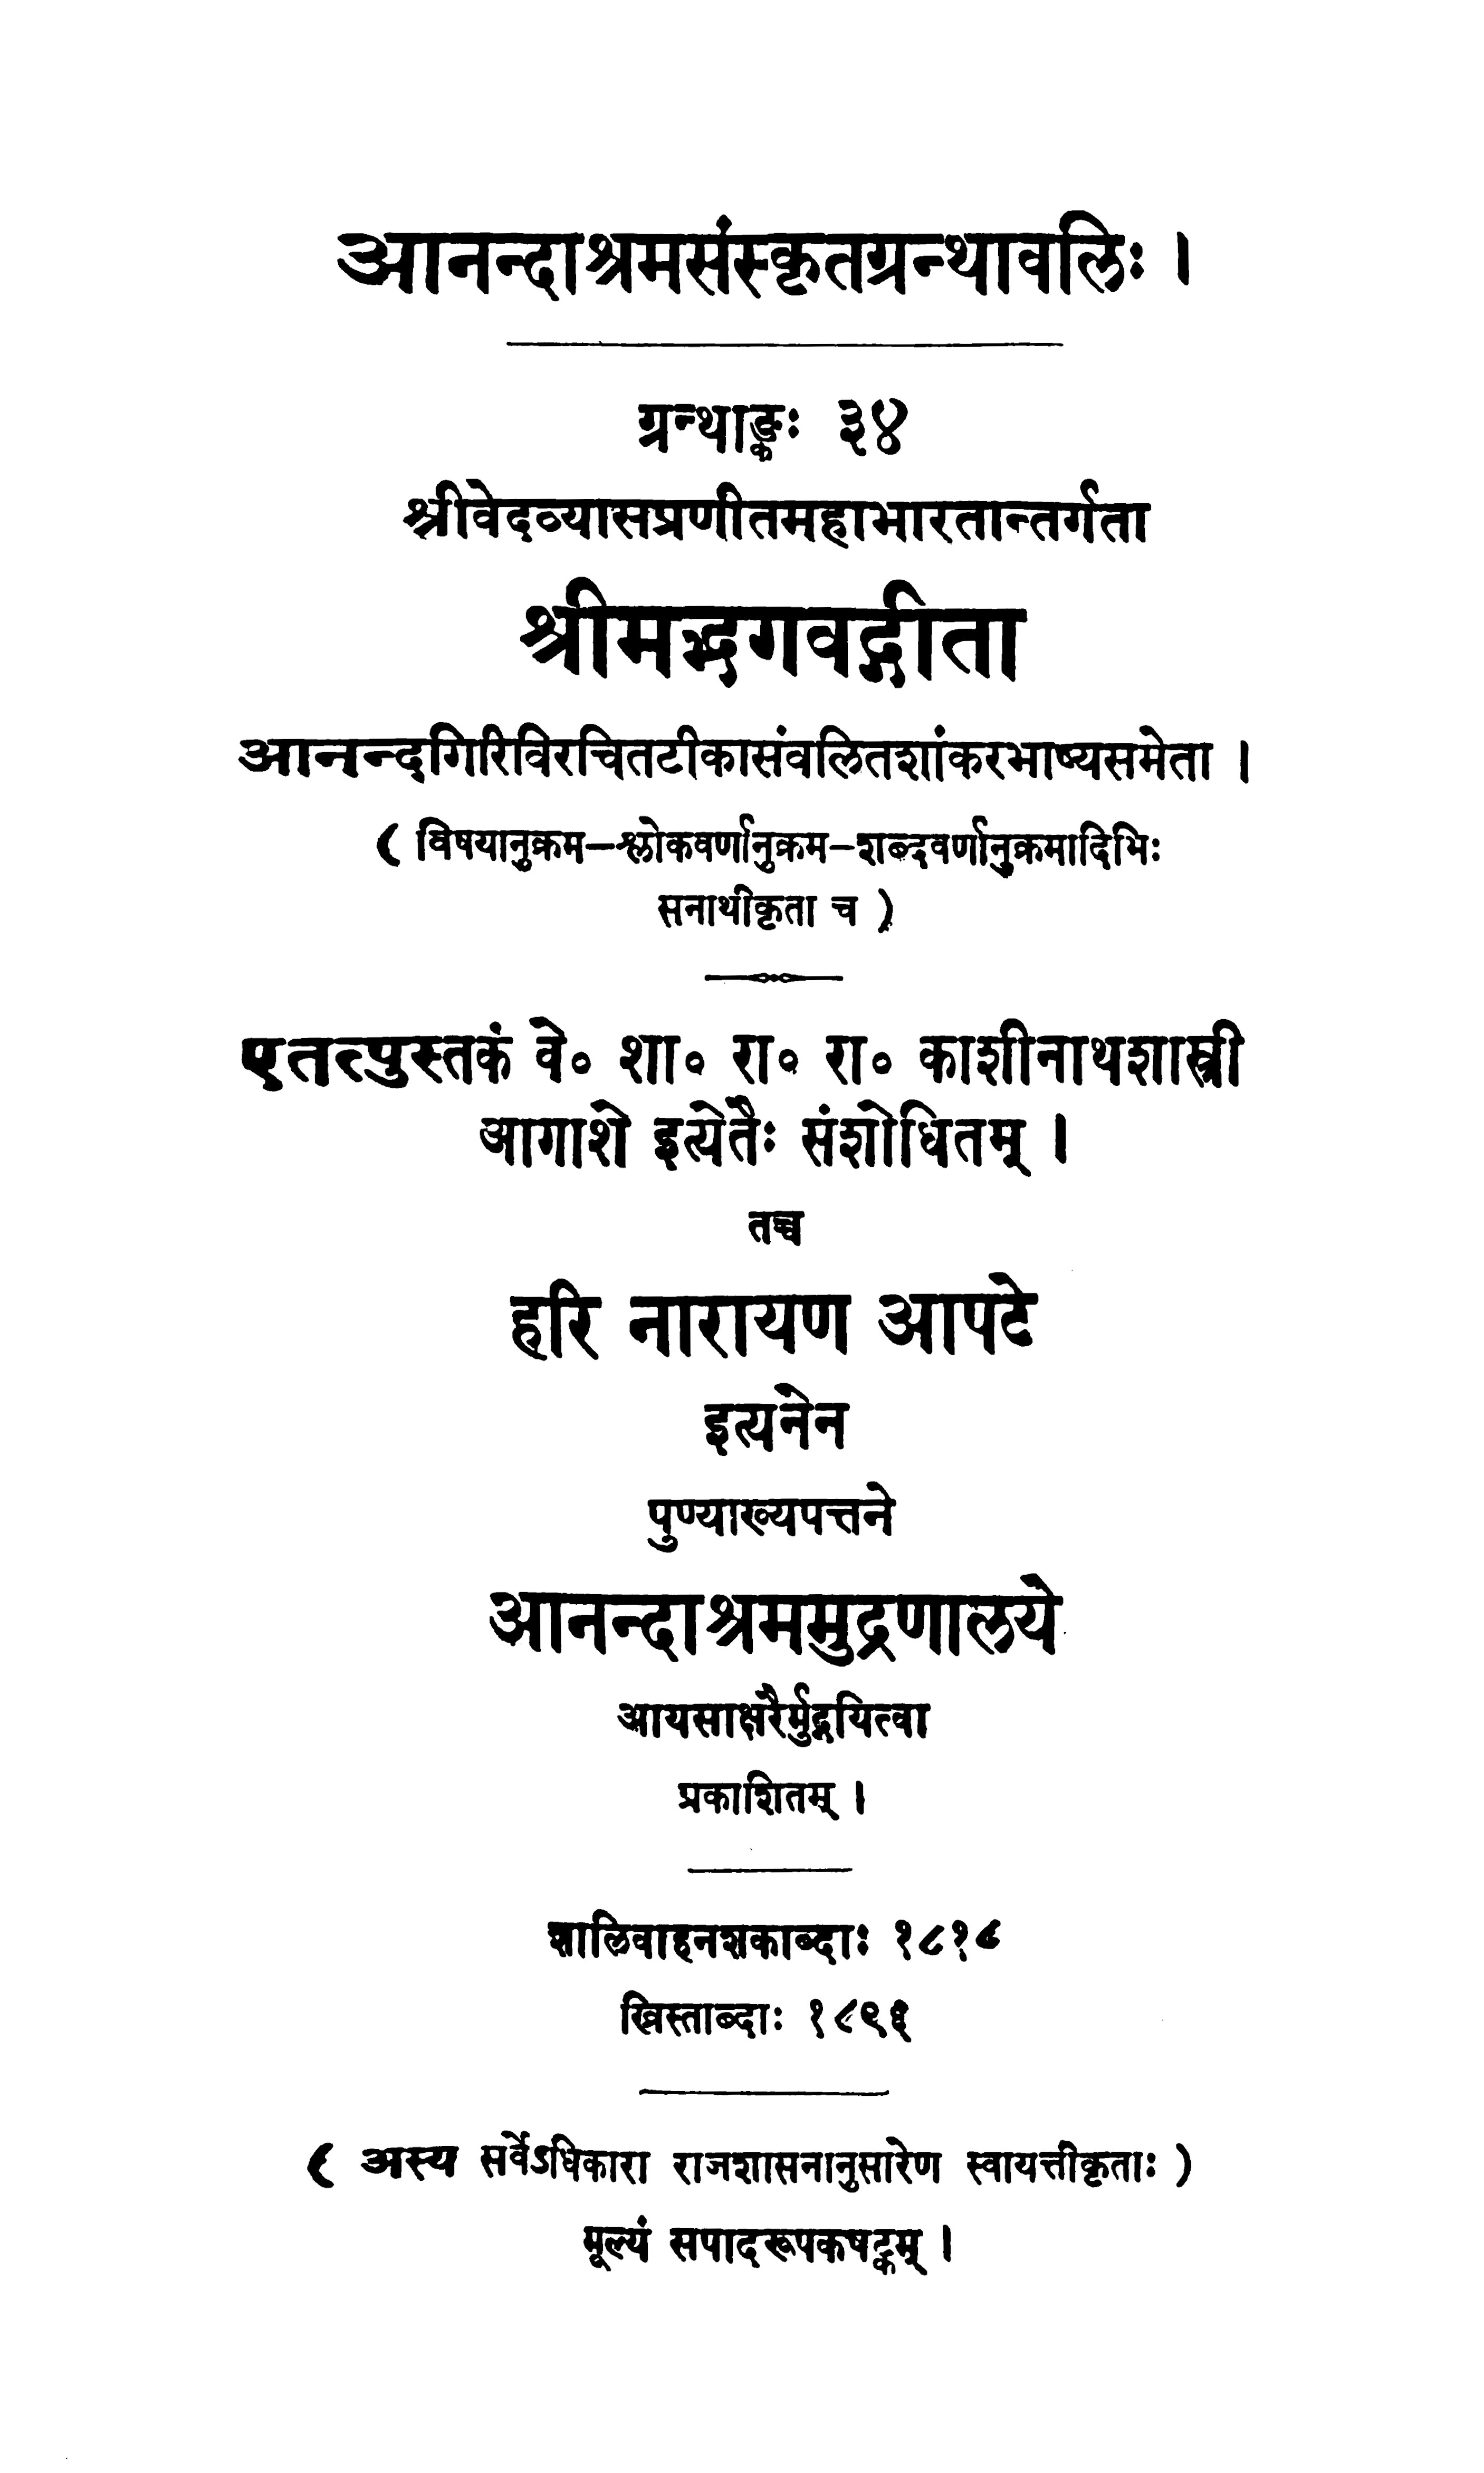 आनन्दाश्रमसंस्कृतग्रन्थावलिः ।
ग्रन्थाङ्कः ३४
श्रीवेदव्यासप्रणीतमहाभारतान्तर्गता
श्रीमद्भगवद्गीता
आनन्दगिरिविरचितटीकासंवलितशांकरभाष्यसमेता ।
( विषयानुक्रम–श्लोकवर्णानुक्रम–शब्दवर्णानुक्रमादिभिः
सनाथीकृता च )
एतत्पुस्तकं वे० शा० रा० रा० काशीनाथशास्त्री
आगाशे इत्येतैः संशोधितम् ।
तच्च
हरि नारायण आपटे
इत्यनेन
पुण्याख्यपत्तने
आनन्दाश्रममुद्रणालये
आयसाक्षरैर्मुद्रयित्वा
प्रकाशितम् ।
शालिवाहनशकाब्दाः १८१८
ख्रिस्ताब्दाः १८९६
( अस्य सर्वेऽधिकारा राजशासनानुसारेण स्वायत्तीकृताः )
मूल्यं सपादरूपकषट्कम् ।